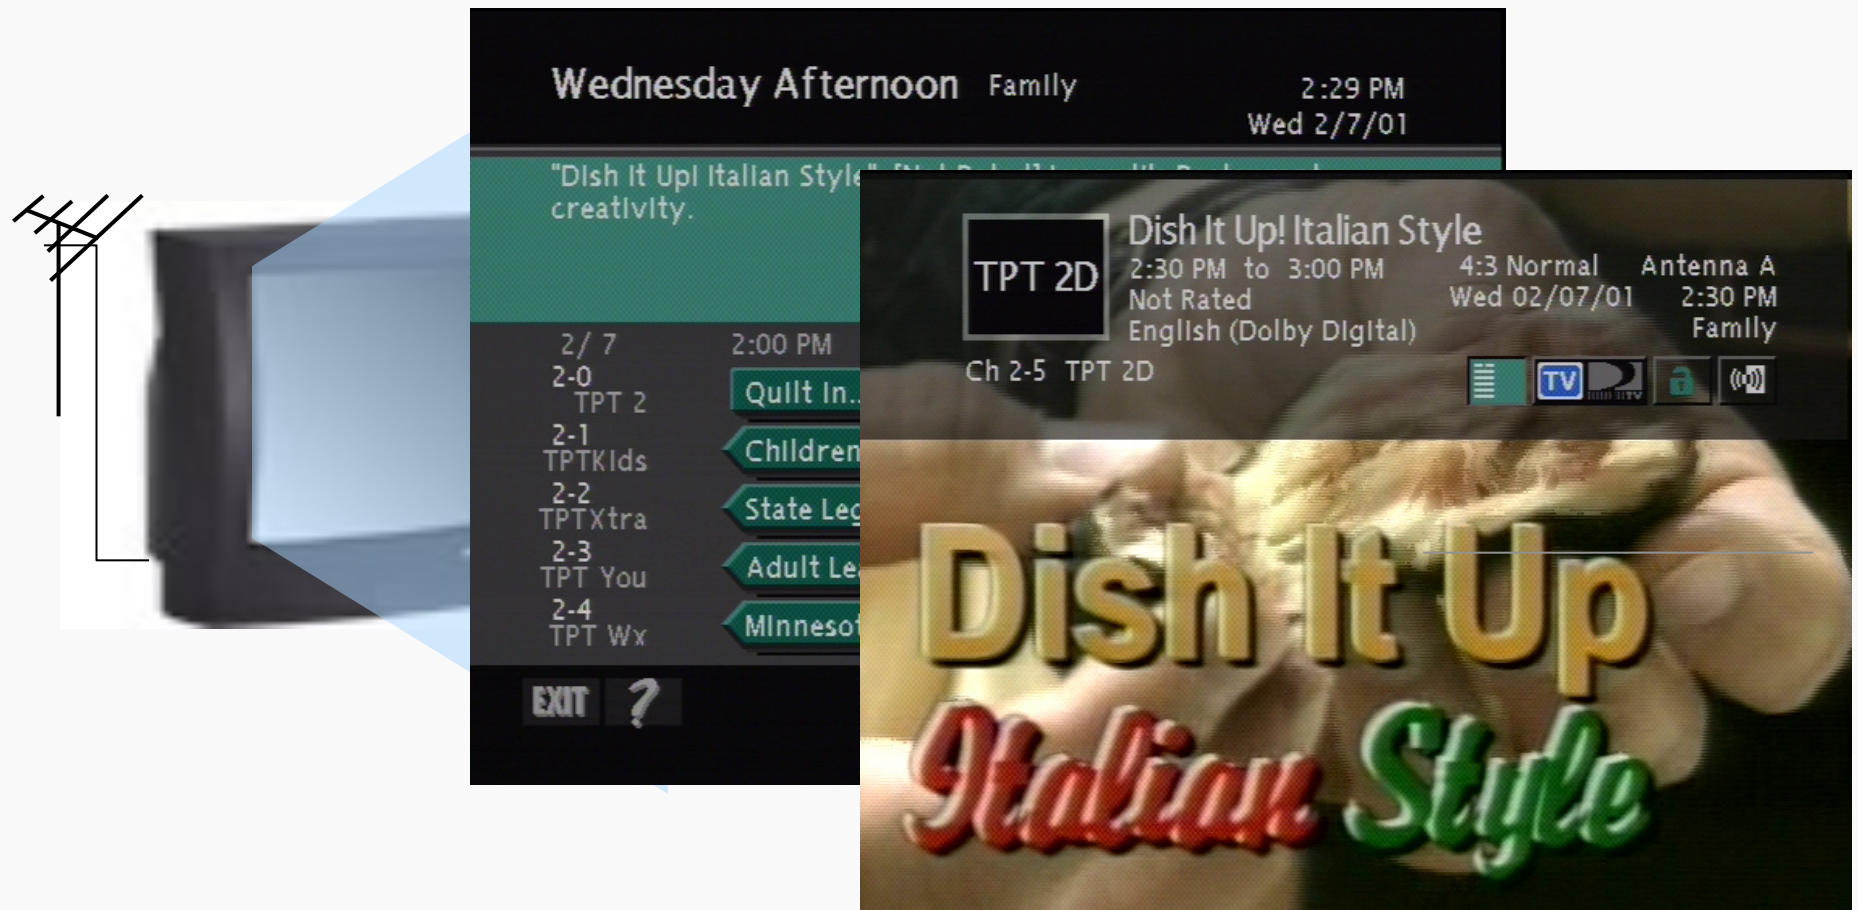 Wednesday Afternoon Family
2:29 PM
Wed 2/7/01
"Dish It Up! Italian Style"
creativity.
2/ 7 2:00 PM
2-0
TPT 2
Quilt In..
2-1
TPTKids
Children
2-2
TPTXtra
State Leg
2-3
TPT You
Adult Lea
2-4
TPT Wx
Minnesot
EXIT ?
TPT 2D
Dish It Up! Italian Style
2:30 PM to 3:00 PM 4:3 Normal Antenna A
Not Rated Wed 02/07/01 2:30 PM
English (Dolby Digital) Family
Ch 2-5 TPT 2D
TV
Dish It Up
Italian Style